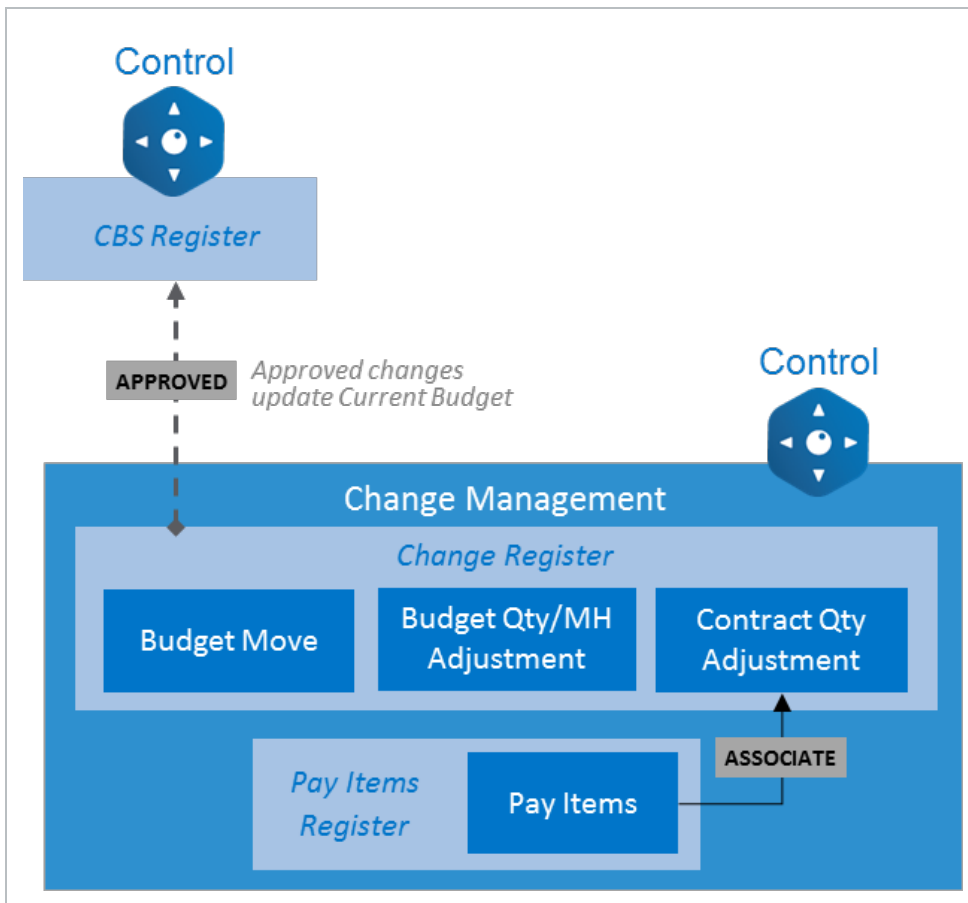 Control
CBS Register
APPROVED
Approved changes
update Current Budget
Control
Change Management
Change Register
Budget Move
Budget Qty/MH
Adjustment
Contract Qty
Adjustment
ASSOCIATE
Pay Items
Register
Pay Items